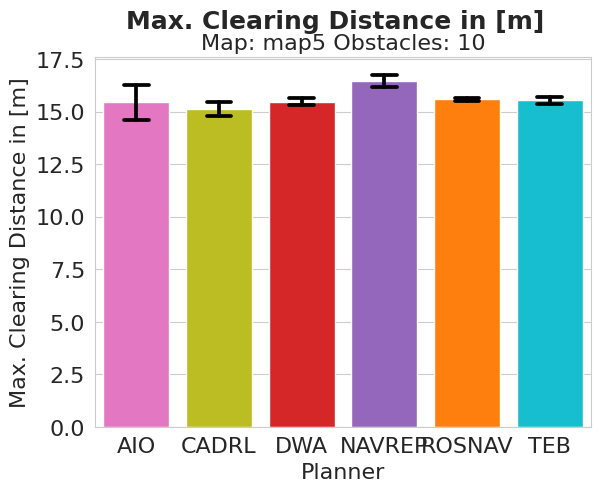 Max. Clearing Distance in [m]
Map: map5 Obstacles: 10
Max. Clearing Distance in [m]
17.5
15.0
12.5
10.0
7.5
5.0
2.5
0.0
AIO CADRL DWA NAVREP ROSNAV TEB
Planner